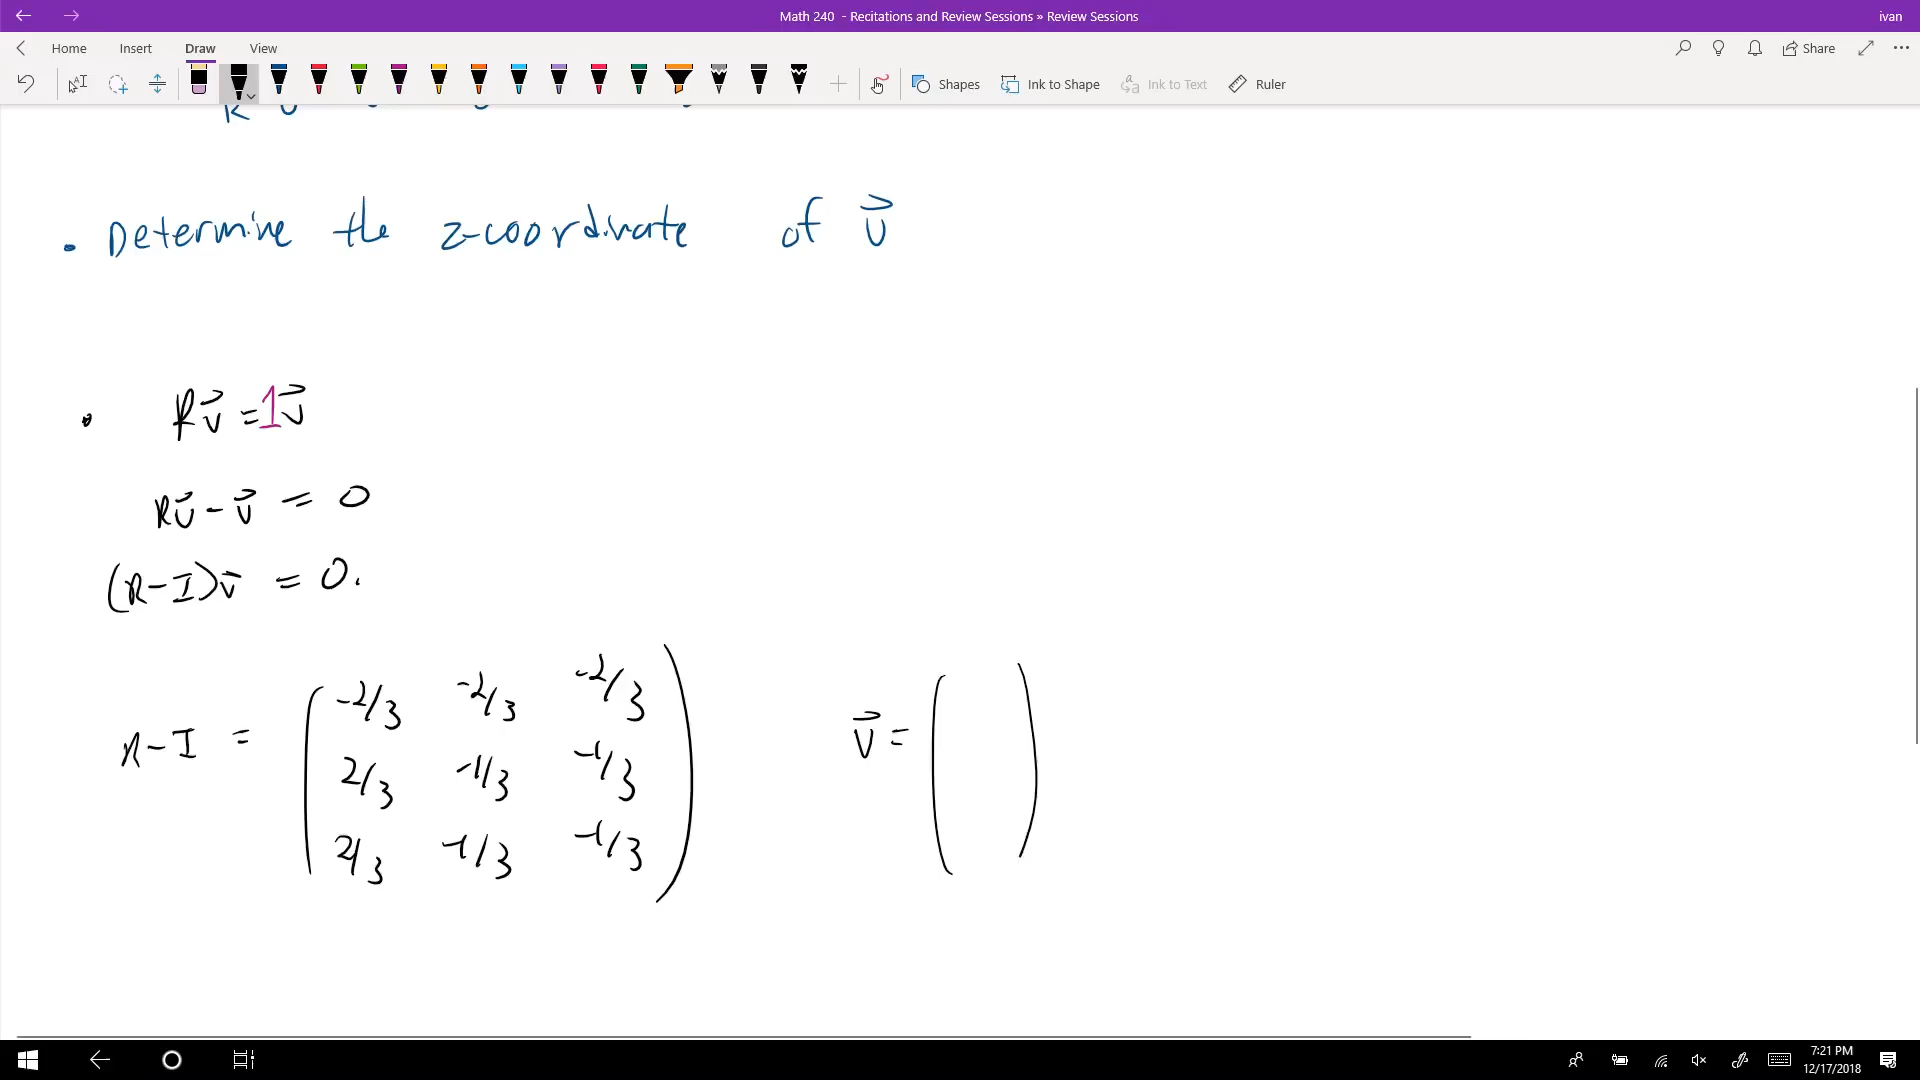 Math 240 - Recitations and Review Sessions » Review Sessions
ivan
Home Insert Draw View
Share
Shapes Ink to Shape Ink to Text Ruler
• Determine the z-coordinate of v⃗
• Rv⃗ = 1v⃗
Rv⃗ - v⃗ = 0
(R-I)v⃗ = 0.
R-I = ( -2/3 -2/3 -2/3
2/3 -1/3 -1/3
2/3 -1/3 -1/3 )
v⃗ = ( )
7:21 PM
12/17/2018